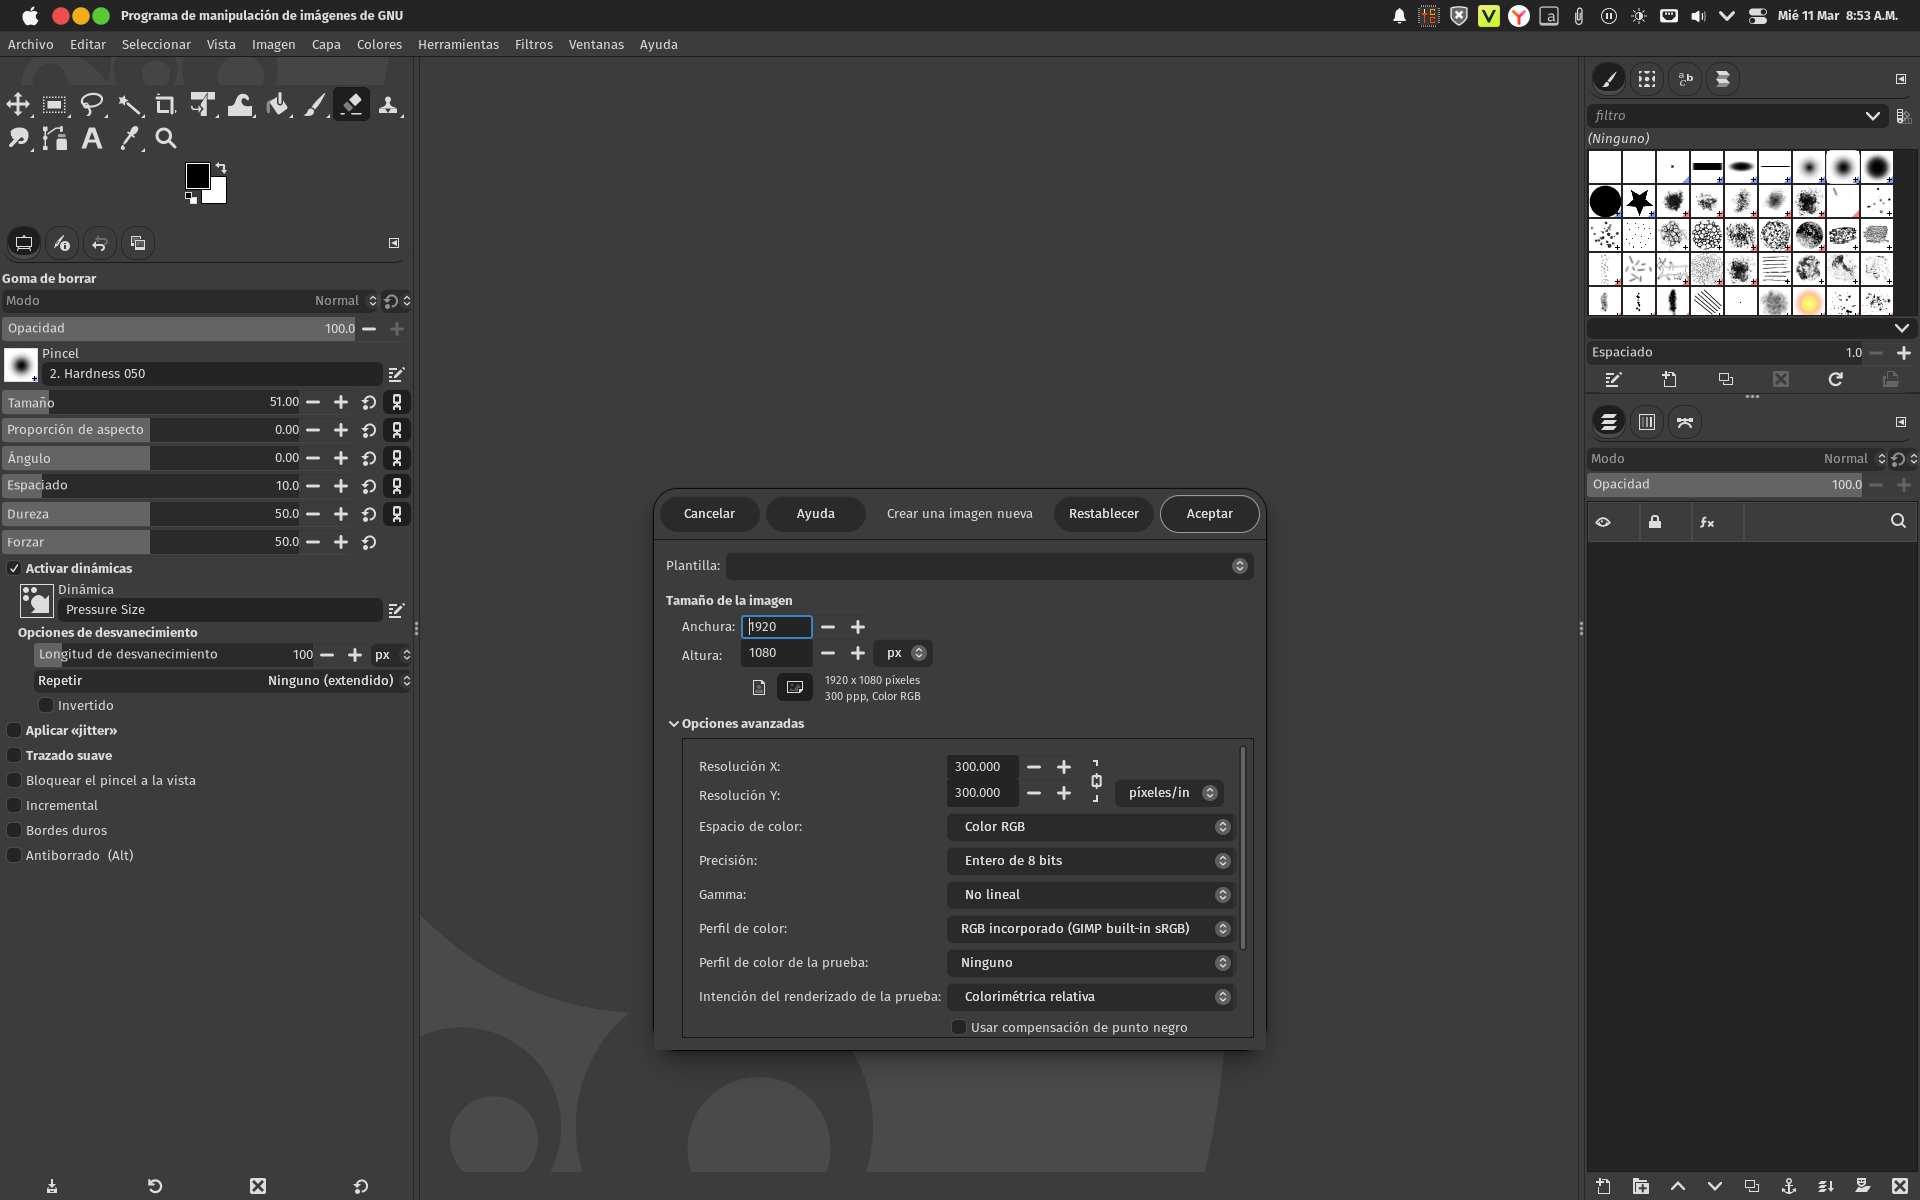 Programa de manipulación de imágenes de GNU
Mié 11 Mar 8:53 A.M.
Archivo Editar Seleccionar Vista Imagen Capa Colores Herramientas Filtros Ventanas Ayuda
Goma de borrar
Modo Normal
Opacidad 100.0
Pincel
2. Hardness 050
Tamaño 51.00
Proporción de aspecto 0.00
Ángulo 0.00
Espaciado 10.0
Dureza 50.0
Forzar 50.0
Activar dinámicas
Dinámica
Pressure Size
Opciones de desvanecimiento
Longitud de desvanecimiento 100 px
Repetir Ninguno (extendido)
Invertido
Aplicar «jitter»
Trazado suave
Bloquear el pincel a la vista
Incremental
Bordes duros
Antiborrado (Alt)
Cancelar Ayuda Crear una imagen nueva Restablecer Aceptar
Plantilla:
Tamaño de la imagen
Anchura: 1920
Altura: 1080 px
1920 x 1080 píxeles
300 ppp, Color RGB
Opciones avanzadas
Resolución X: 300.000
Resolución Y: 300.000 píxeles/in
Espacio de color: Color RGB
Precisión: Entero de 8 bits
Gamma: No lineal
Perfil de color: RGB incorporado (GIMP built-in sRGB)
Perfil de color de la prueba: Ninguno
Intención del renderizado de la prueba: Colorimétrica relativa
Usar compensación de punto negro
filtro
(Ninguno)
Espaciado 1.0
Modo Normal
Opacidad 100.0